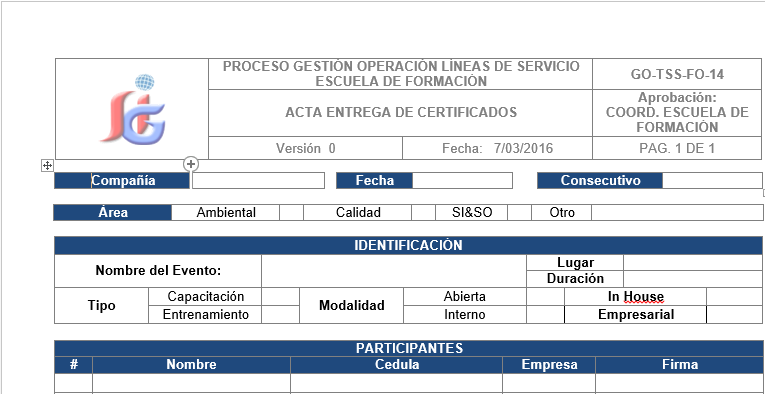 PROCESO GESTIÓN OPERACIÓN LÍNEAS DE SERVICIO
ESCUELA DE FORMACIÓN
GO-TSS-FO-14
ACTA ENTREGA DE CERTIFICADOS
Aprobación:
COORD. ESCUELA DE
FORMACIÓN
Versión 0
Fecha: 7/03/2016
PAG. 1 DE 1
Compañía
Fecha
Consecutivo
Área Ambiental Calidad SI&SO Otro
IDENTIFICACIÓN
Nombre del Evento:
Lugar
Duración
Tipo
Capacitación
Entrenamiento
Modalidad
Abierta
Interno
In House
Empresarial
PARTICIPANTES
# Nombre Cedula Empresa Firma